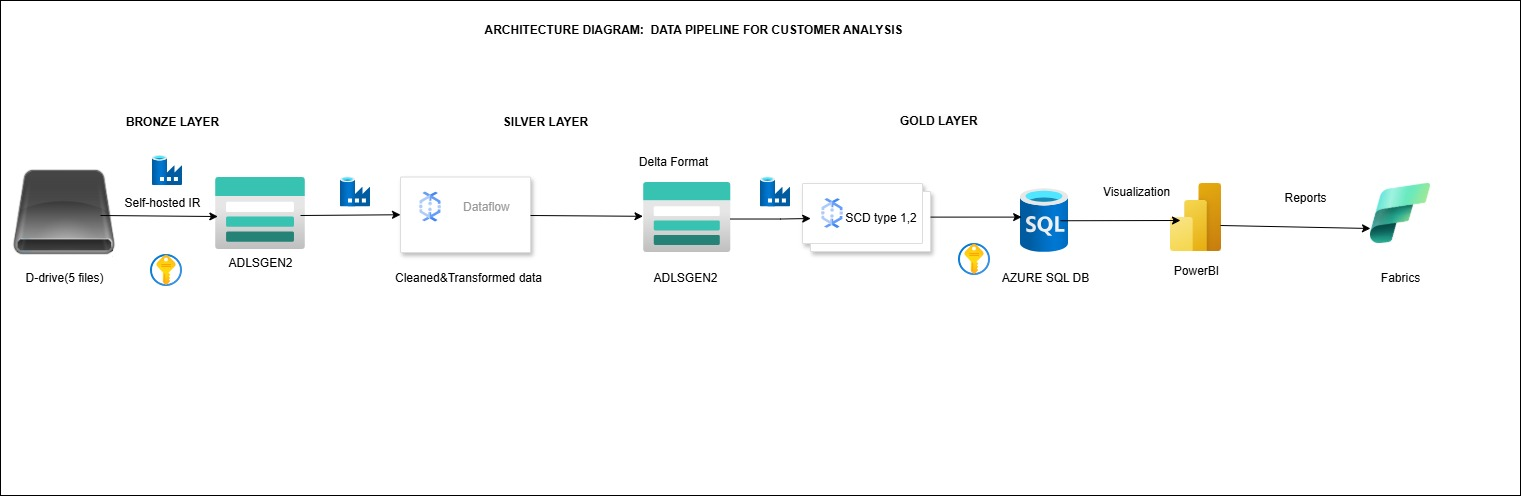 ARCHITECTURE DIAGRAM: DATA PIPELINE FOR CUSTOMER ANALYSIS
BRONZE LAYER
SILVER LAYER
GOLD LAYER
Delta Format
Self-hosted IR
Dataflow
SCD type 1,2
SQL
Visualization
Reports
D-drive(5 files)
ADLSGEN2
Cleaned&Transformed data
ADLSGEN2
AZURE SQL DB
PowerBI
Fabrics